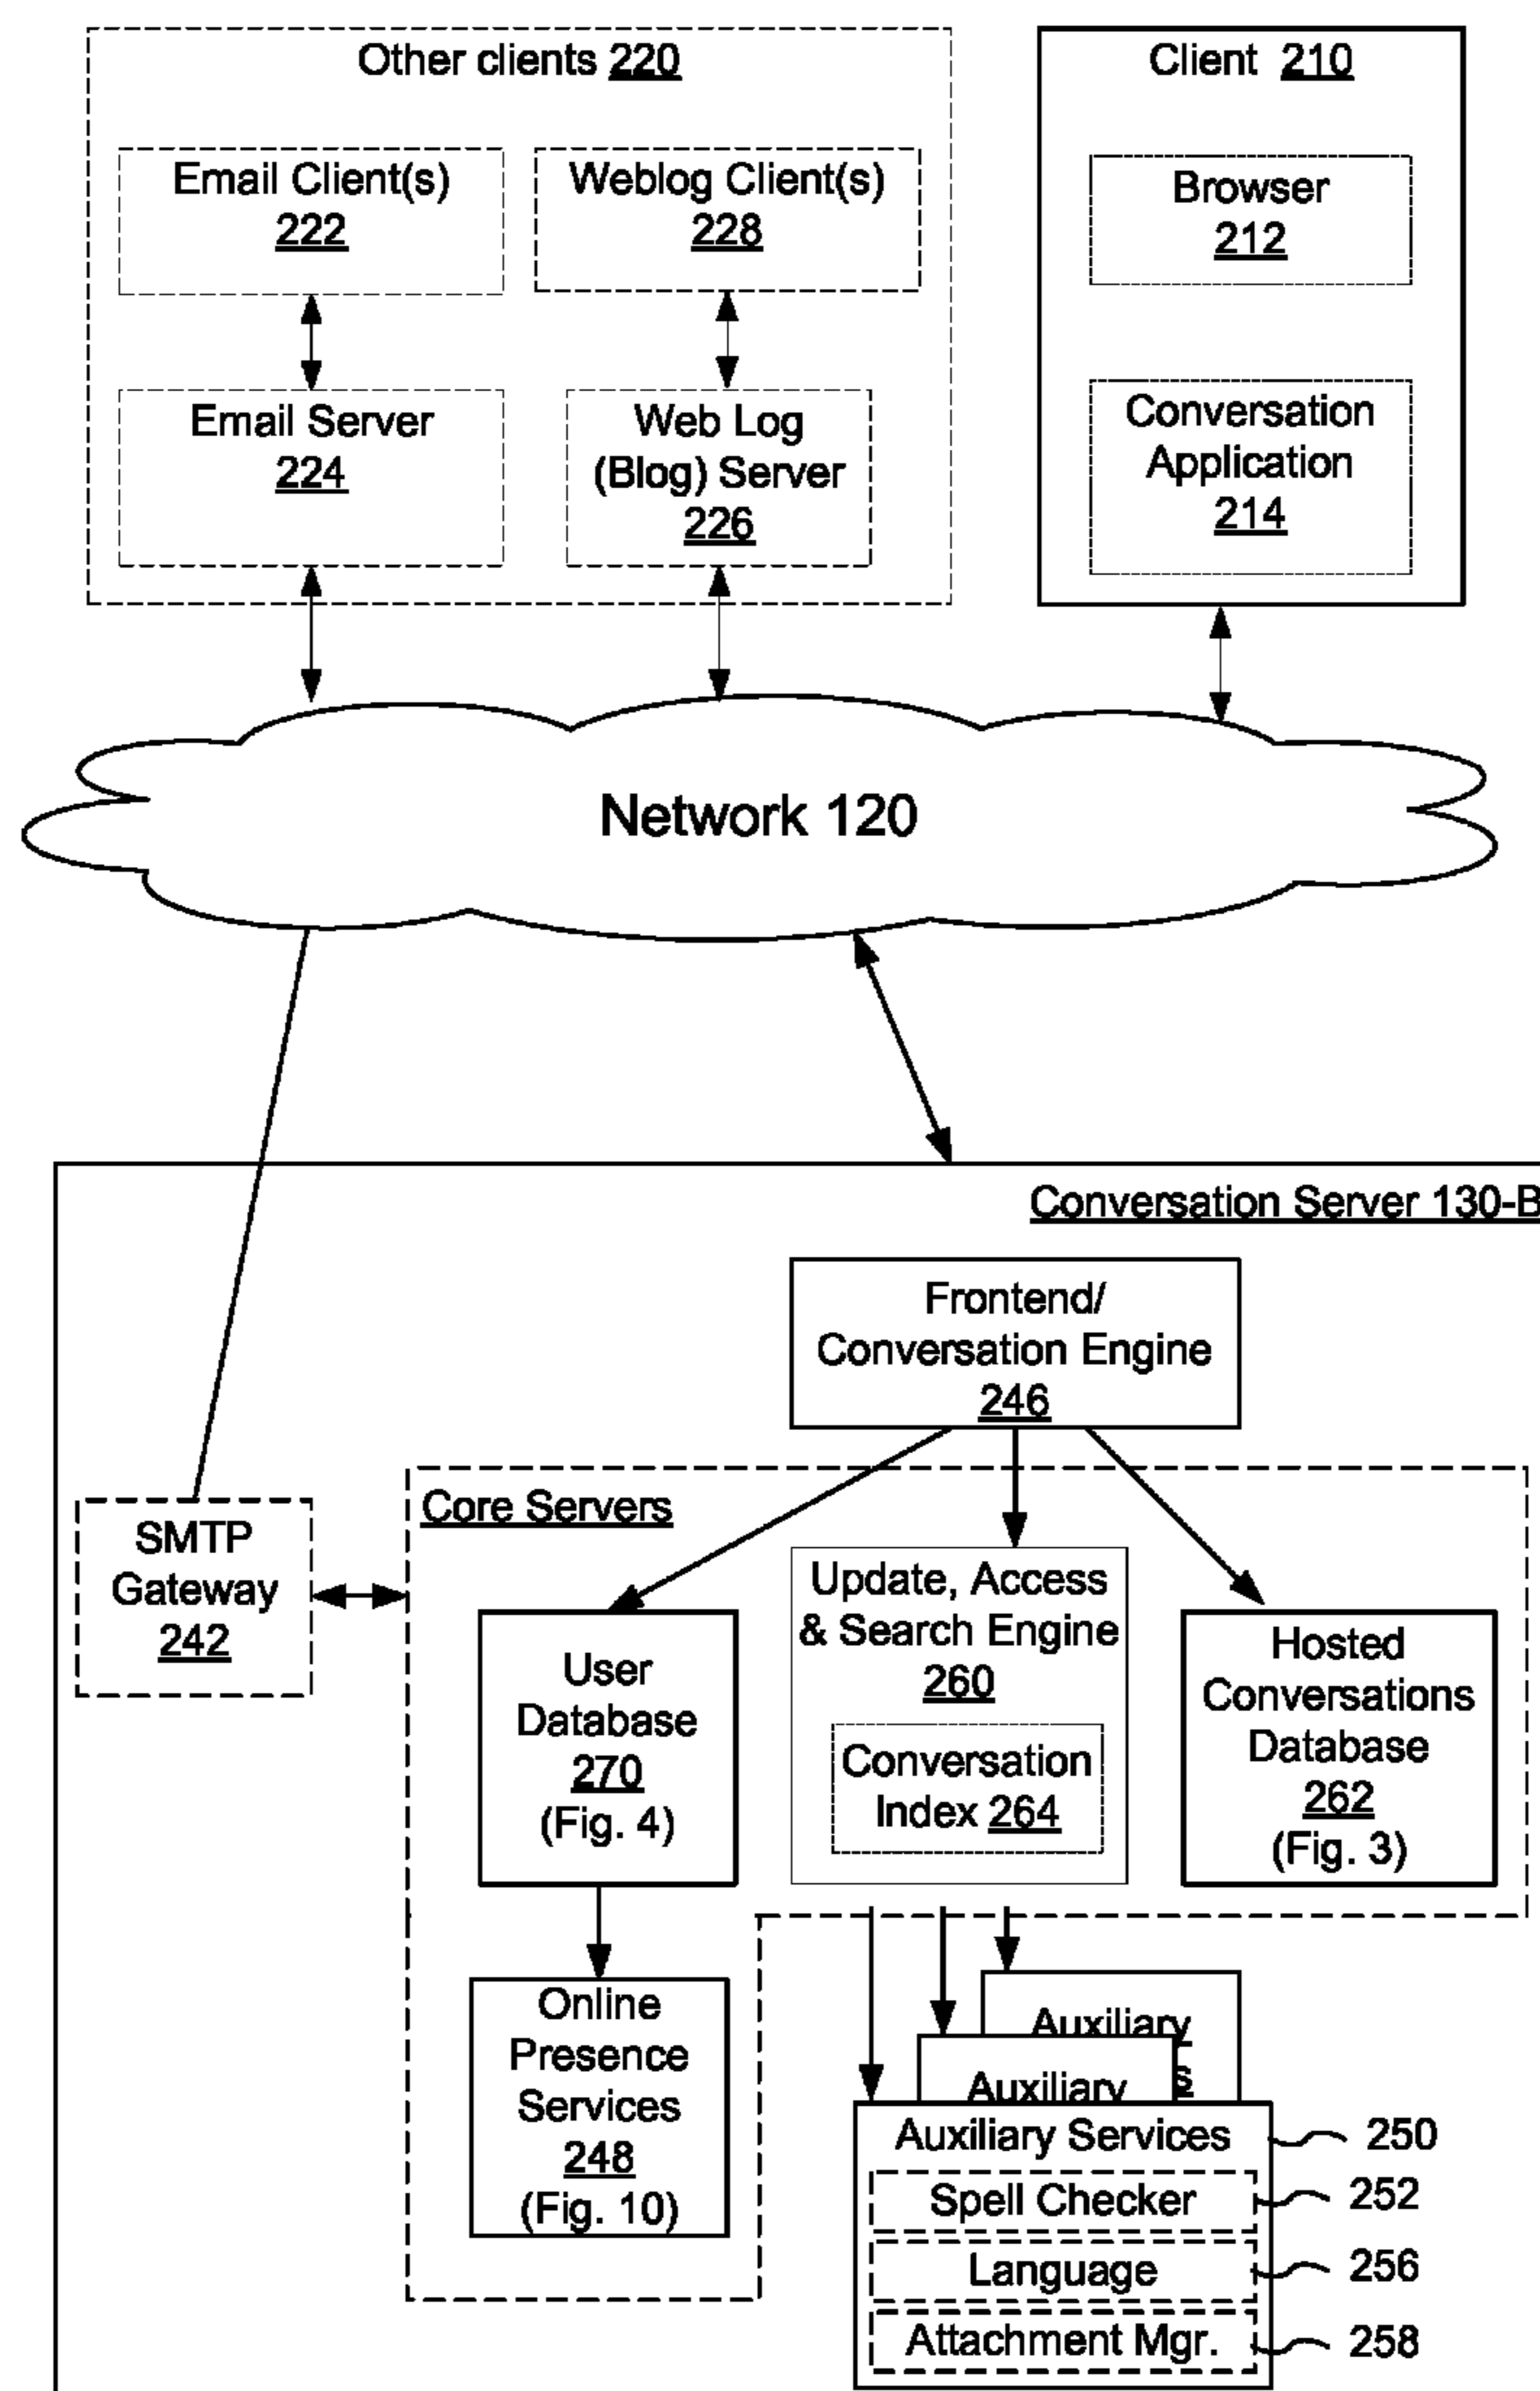 Other clients 220
Email Client(s)
222
Weblog Client(s)
228
Email Server
224
Web Log
(Blog) Server
226
Client 210
Browser
212
Conversation
Application
214
Network 120
Conversation Server 130-B
Frontend/
Conversation Engine
246
SMTP
Gateway
242
Core Servers
User
Database
270
(Fig. 4)
Update, Access
& Search Engine
260
Conversation
Index 264
Hosted
Conversations
Database
262
(Fig. 3)
Online
Presence
Services
248
(Fig. 10)
Auxiliary
s
Auxiliary
Auxiliary Services 250
Spell Checker 252
Language 256
Attachment Mgr. 258